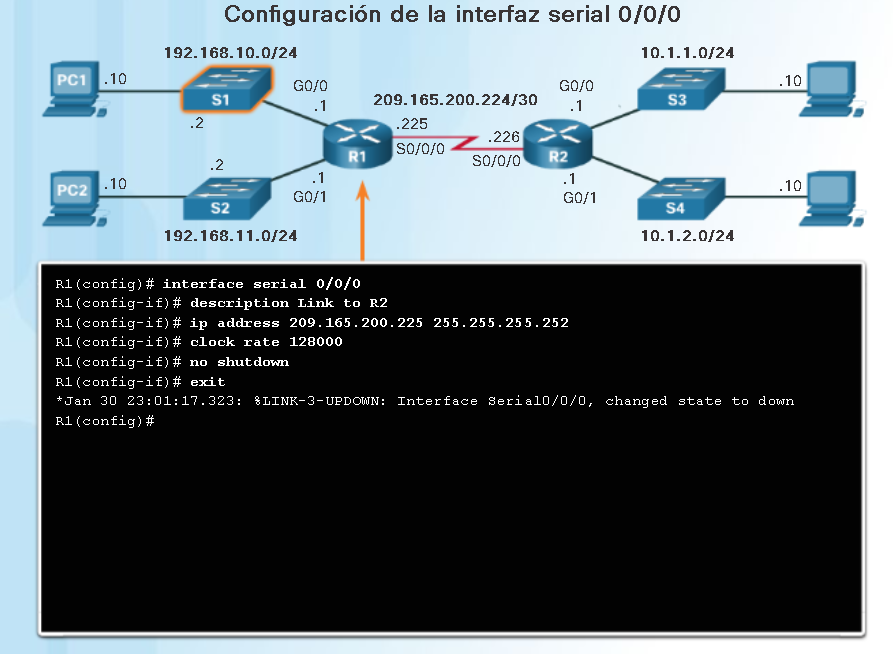 Configuración de la interfaz serial 0/0/0
192.168.10.0/24
10.1.1.0/24
PC1
.10
S1
G0/0
.1
.2
209.165.200.224/30
G0/0
.1
S3
.10
.225
.226
R1
S0/0/0
S0/0/0
R2
PC2
.10
.2
S2
.1
G0/1
.1
G0/1
S4
.10
192.168.11.0/24
10.1.2.0/24
R1(config)# interface serial 0/0/0
R1(config-if)# description Link to R2
R1(config-if)# ip address 209.165.200.225 255.255.255.252
R1(config-if)# clock rate 128000
R1(config-if)# no shutdown
R1(config-if)# exit
*Jan 30 23:01:17.323: %LINK-3-UPDOWN: Interface Serial0/0/0, changed state to down
R1(config)#